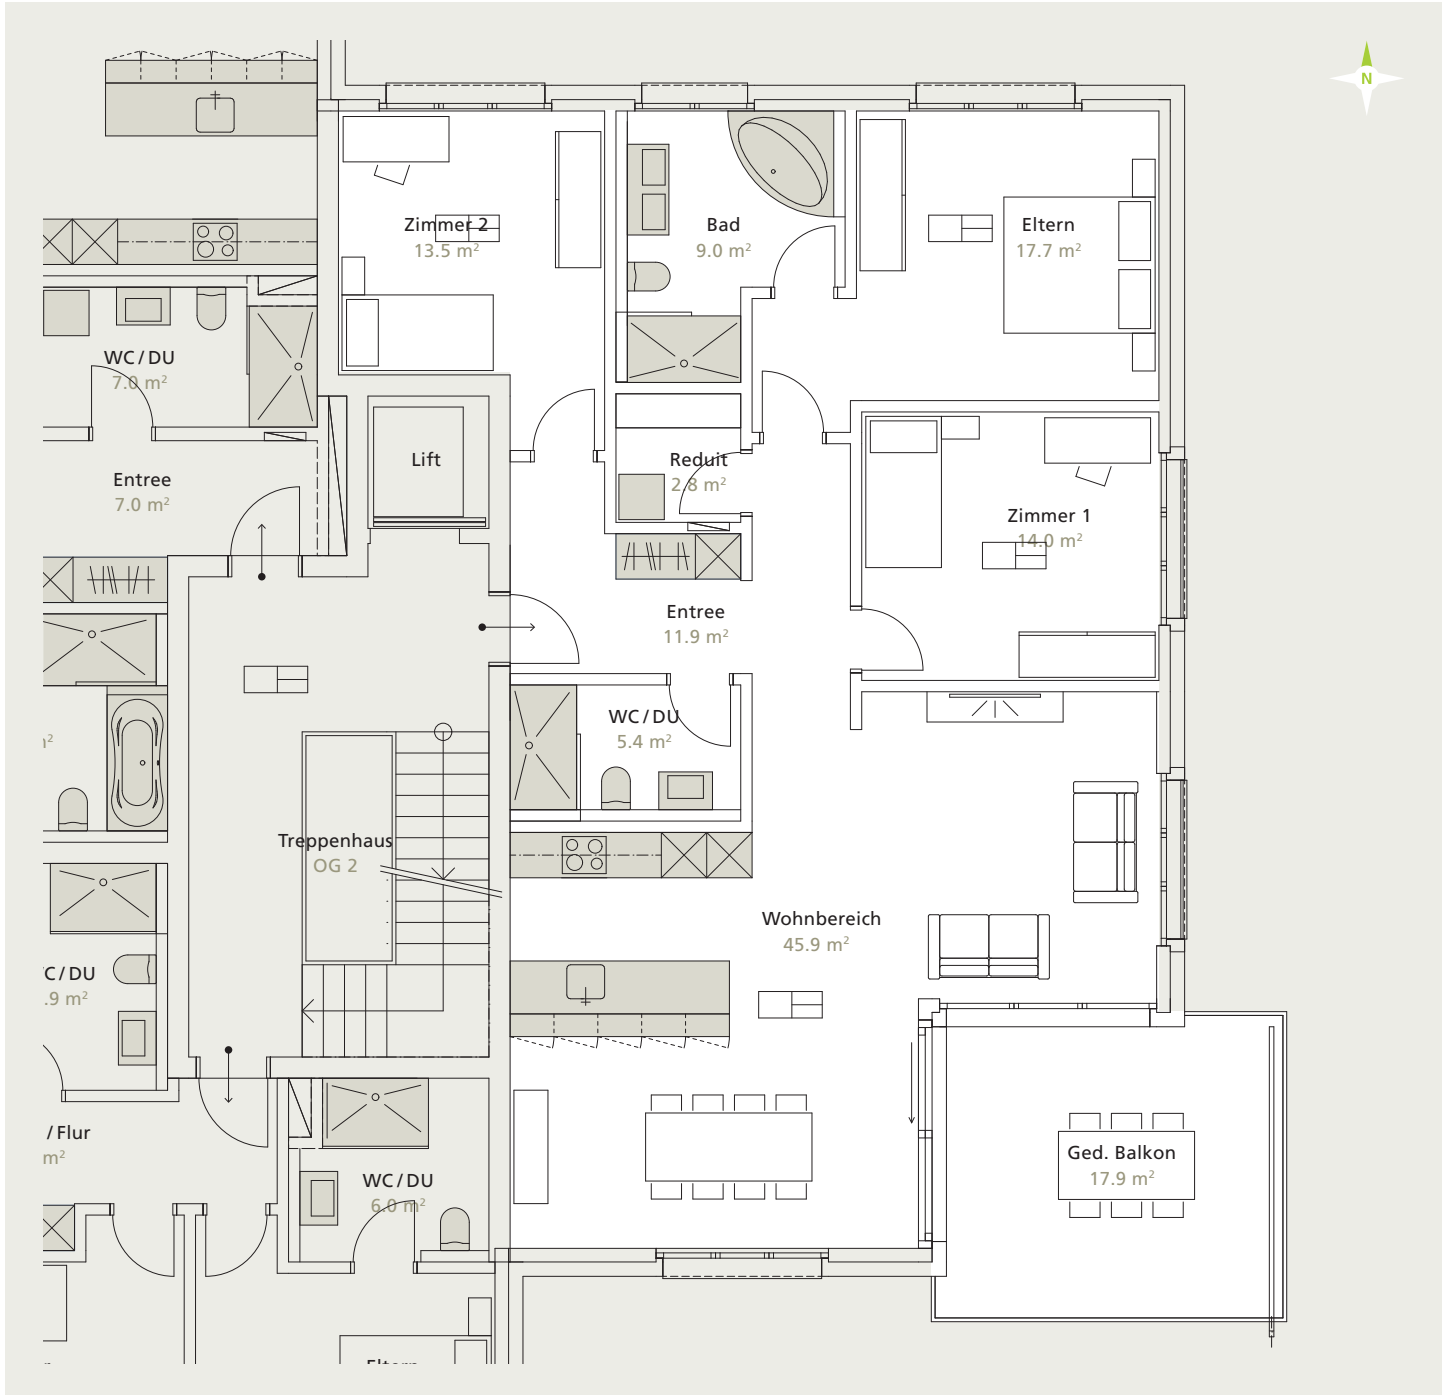 N
Zimmer 2
13.5 m²
Bad
9.0 m²
Eltern
17.7 m²
WC/DU
7.0 m²
Lift
Reduit
2.8 m²
Entree
7.0 m²
Zimmer 1
14.0 m²
Entree
11.9 m²
WC/DU
5.4 m²
m²
Treppenhaus
OG 2
Wohnbereich
45.9 m²
C/DU
.9 m²
/Flur
m²
WC/DU
6.0 m²
Ged. Balkon
17.9 m²
Eltern